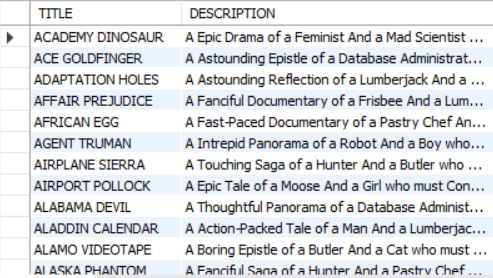 TITLE DESCRIPTION
ACADEMY DINOSAUR A Epic Drama of a Feminist And a Mad Scientist ...
ACE GOLDFINGER A Astounding Epistle of a Database Administrat...
ADAPTATION HOLES A Astounding Reflection of a Lumberjack And a ...
AFFAIR PREJUDICE A Fanciful Documentary of a Frisbee And a Lum...
AFRICAN EGG A Fast-Paced Documentary of a Pastry Chef An...
AGENT TRUMAN A Intrepid Panorama of a Robot And a Boy who...
AIRPLANE SIERRA A Touching Saga of a Hunter And a Butler who ...
AIRPORT POLLOCK A Epic Tale of a Moose And a Girl who must Con...
ALABAMA DEVIL A Thoughtful Panorama of a Database Administ...
ALADDIN CALENDAR A Action-Packed Tale of a Man And a Lumberjac...
ALAMO VIDEOTAPE A Boring Epistle of a Butler And a Cat who must ...
ALASKA PHANTOM A Fanciful Saga of a Hunter And a Pastry Chef ...